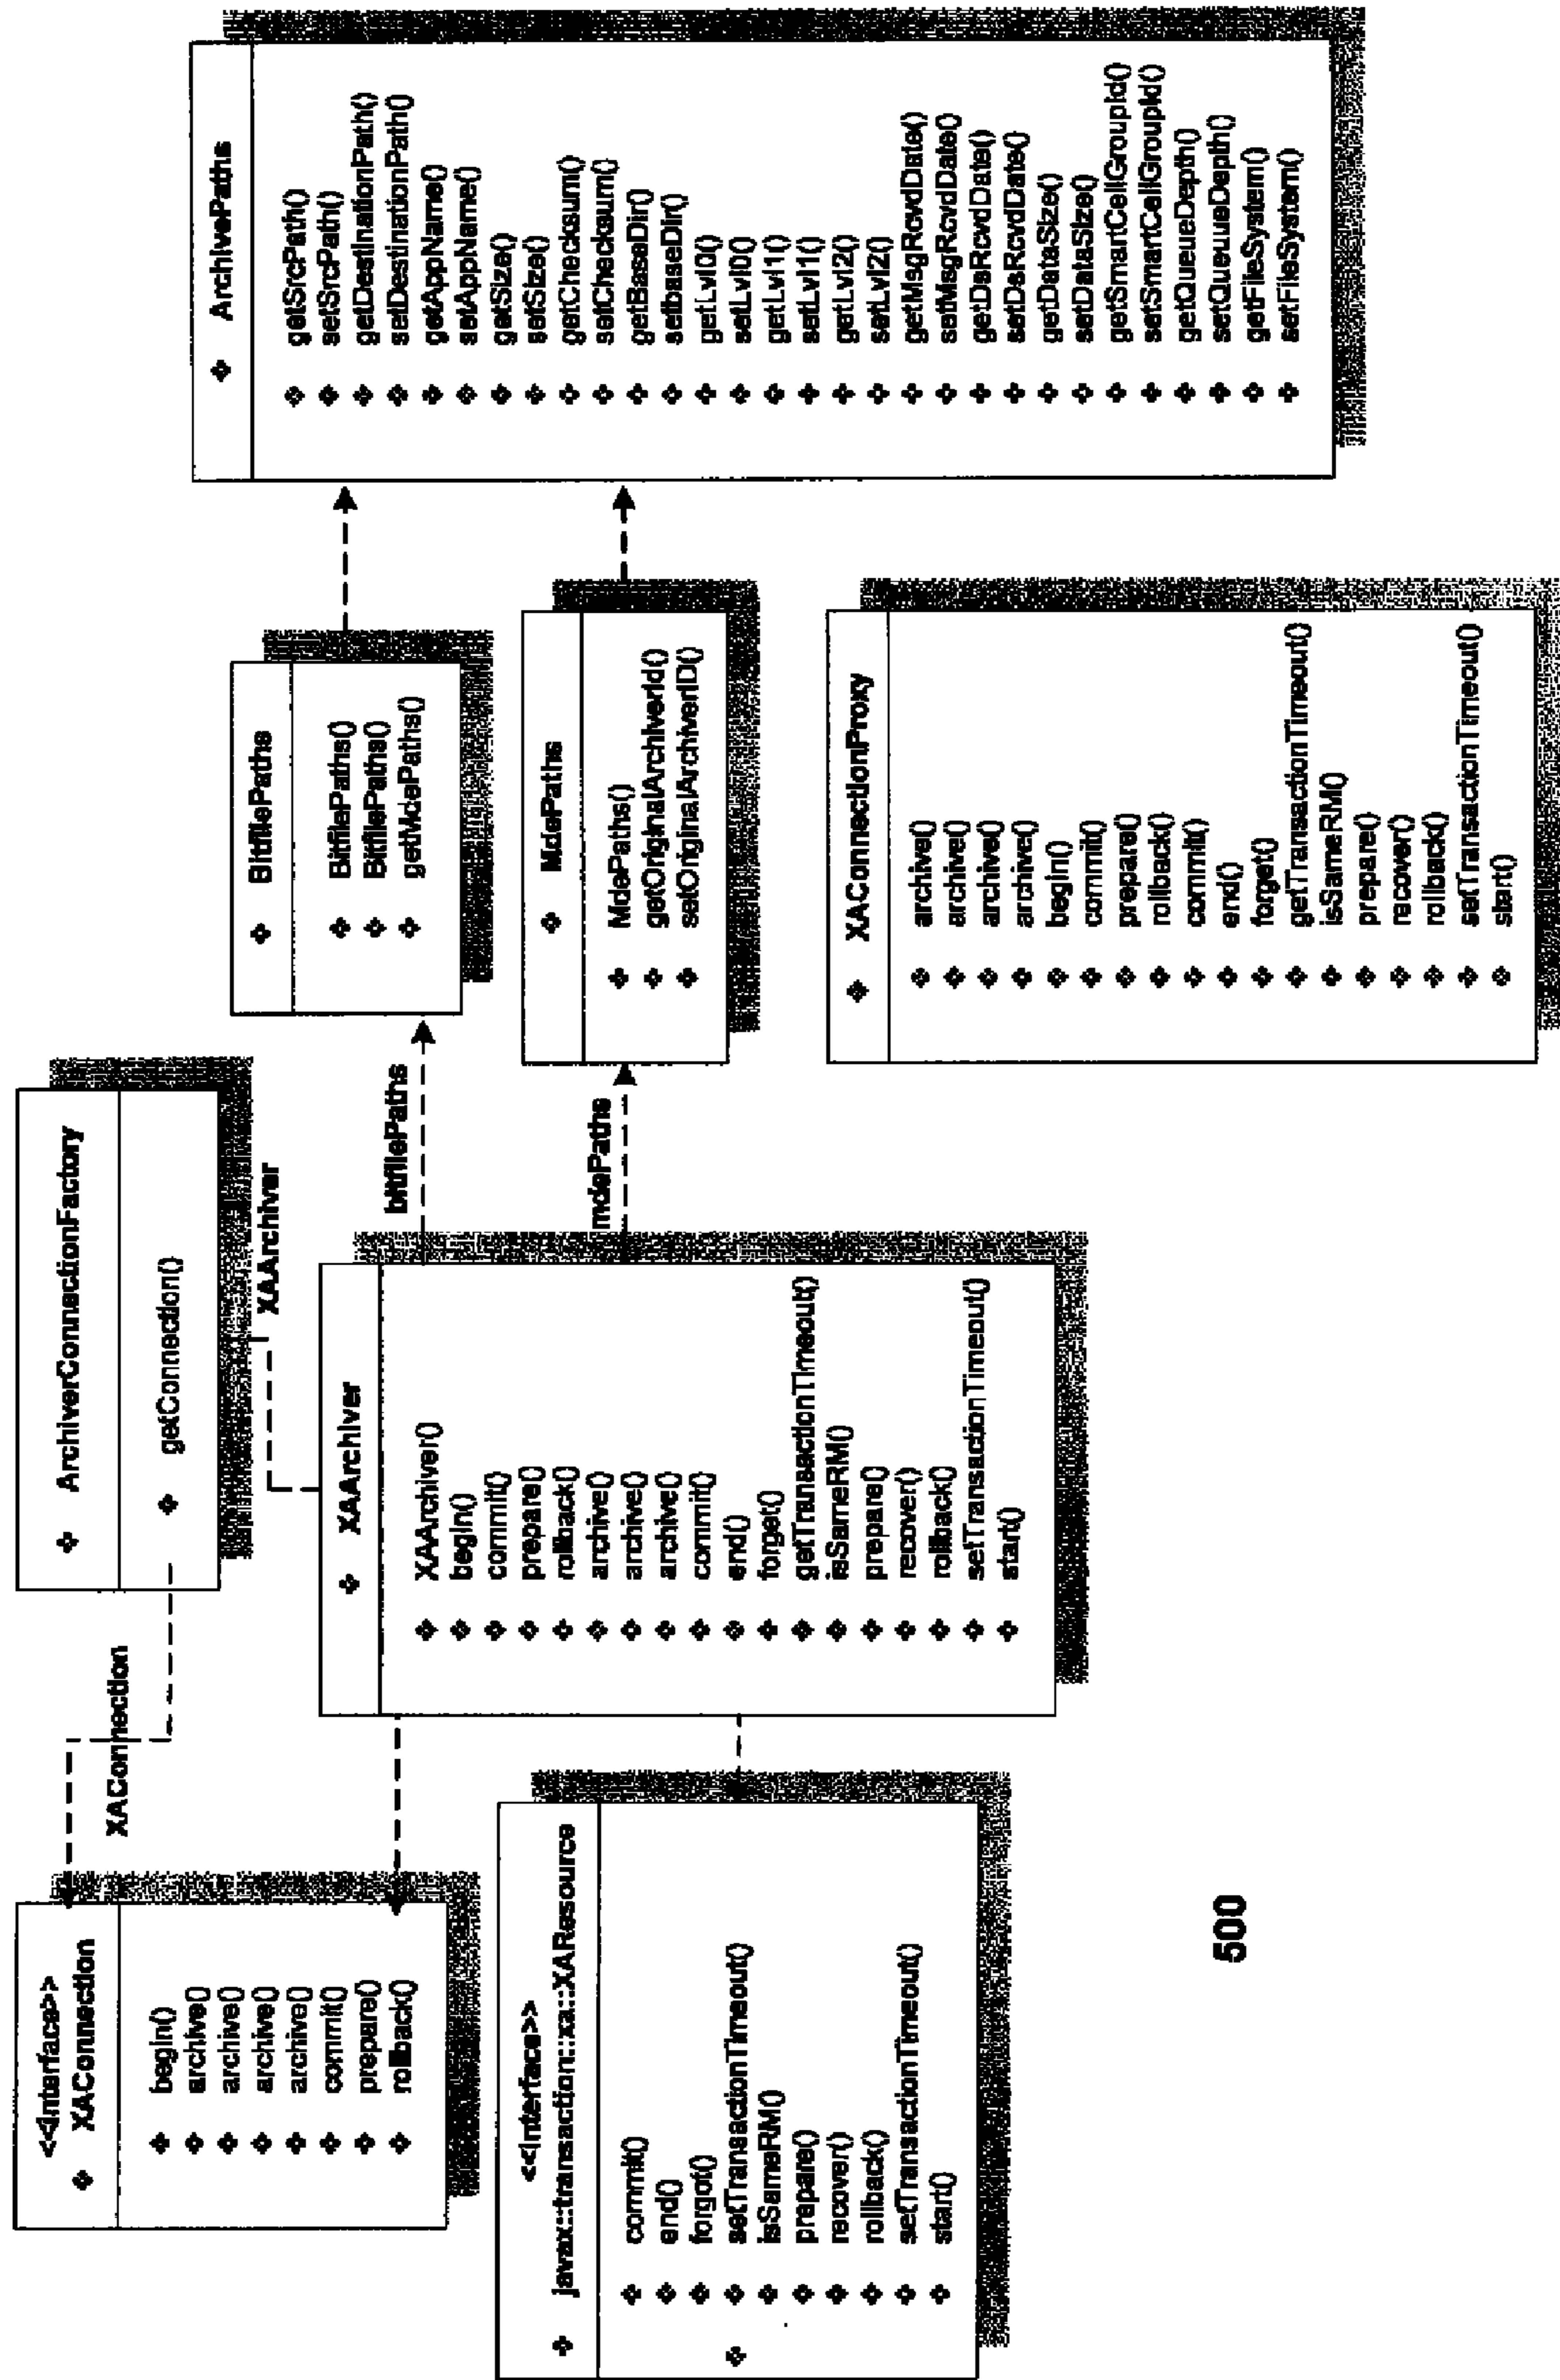 <<Interface>>
XAConnection
begin()
archive()
archive()
archive()
archive()
commit()
prepare()
rollback()
XAConnection
ArchiverConnectionFactory
getConnection()
XAArchiver
<<Interface>>
javax::transaction::xa::XAResource
commit()
end()
forgot()
setTransactionTimeout()
isSameRM()
prepare()
recover()
rollback()
setTransactionTimeout()
start()
XAArchiver
XAArchiver()
begin()
commit()
prepare()
rollback()
archive()
archive()
archive()
commit()
end()
forget()
getTransactionTimeout()
isSameRM()
prepare()
recover()
rollback()
setTransactionTimeout()
start()
bitfilePaths
mdePaths
BitfilePaths
BitfilePaths()
BitfilePaths()
getMdePaths()
MdePaths
MdePaths()
getOriginalArchiverId()
setOriginalArchiverID()
XAConnectionProxy
archive()
archive()
archive()
archive()
begin()
commit()
prepare()
rollback()
commit()
end()
forget()
getTransactionTimeout()
isSameRM()
prepare()
recover()
rollback()
setTransactionTimeout()
start()
ArchivePaths
getSrcPath()
setSrcPath()
getDestinationPath()
setDestinationPath()
getAppName()
setAppName()
getSize()
setSize()
getChecksum()
setChecksum()
getBaseDir()
setbaseDir()
getLvl0()
setLvl0()
getLvl1()
setLvl1()
getLvl2()
setLvl2()
getMsgRcvdDate()
setMsgRcvdDate()
getDsRcvdDate()
setDsRcvdDate()
getDataSize()
setDataSize()
getSmartCellGroupId()
setSmartCellGroupId()
getQueueDepth()
setQueueDepth()
getFileSystem()
setFileSystem()
500